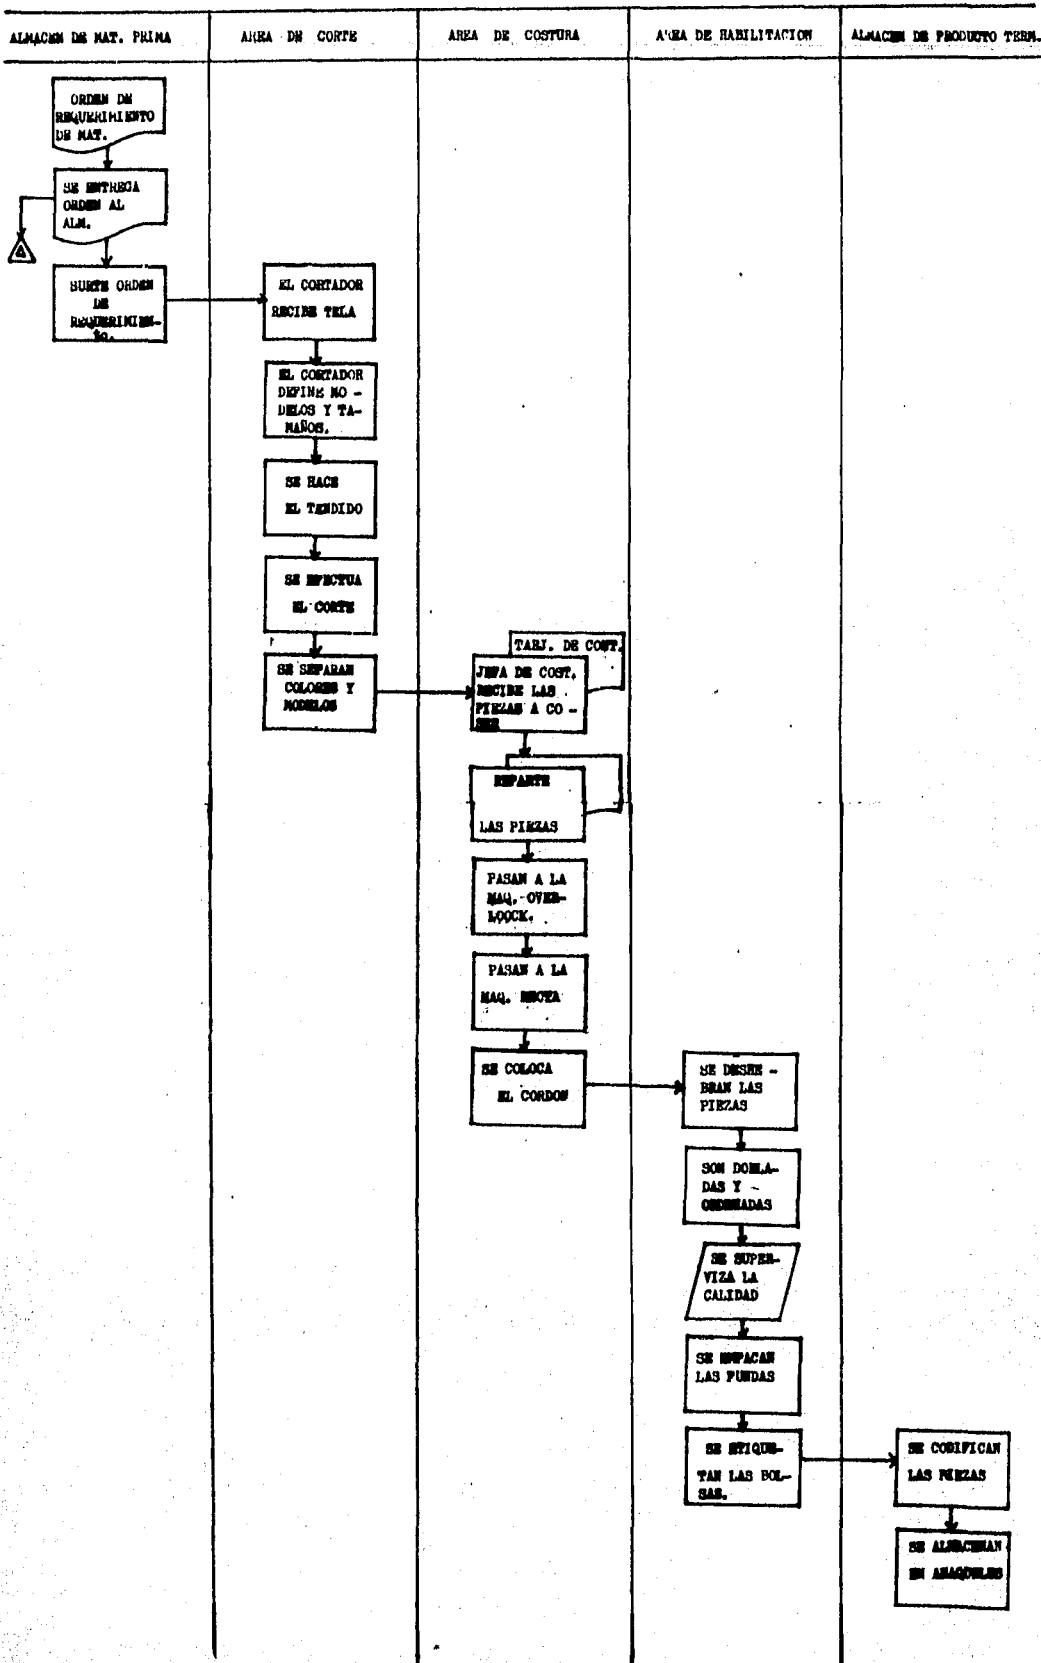 ALMACEN DE MAT. PRIMA
AREA DE CORTE
AREA DE COSTURA
AREA DE HABILITACION
ALMACEN DE PRODUCTO TERM.
ORDEN DE
REQUERIMIENTO
DE MAT.
SE ENTREGA
ORDEN AL
ALM.
SURTE ORDEN
DE
REQUERIMIEN-
to.
EL CORTADOR
RECIBE TELA
EL CORTADOR
DEFINE MO -
DELOS Y TA-
MAÑOS.
SE HACE
EL TENDIDO
SE EFECTUA
EL CORTE
SE SEPARAN
COLORES Y
MODELOS
TARJ. DE COST.
JEFA DE COST.
RECIBE LAS
PIEZAS A CO -
SER
REPARTE
LAS PIEZAS
PASAN A LA
MAQ. OVER-
LOOCK.
PASAN A LA
MAQ. RECTA
SE COLOCA
EL CORDON
SE DESHE -
BRAN LAS
PIEZAS
SON DOBLA-
DAS Y -
ORDENADAS
SE SUPER-
VIZA LA
CALIDAD
SE EMPACAN
LAS FUNDAS
SE ETIQUE-
TAN LAS BOL-
SAS.
SE CODIFICAN
LAS PIEZAS
SE ALMACENAN
EN ANAQUELES